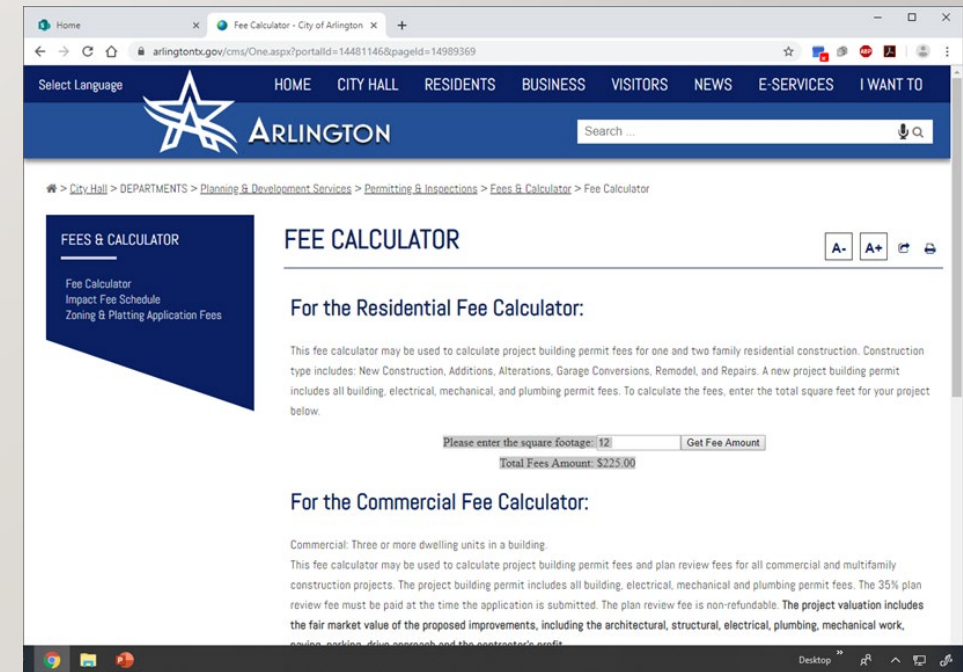 Home
Fee Calculator - City of Arlington
arlingtontx.gov/cms/One.aspx?portalId=14481146&pageId=14989369
Select Language
HOME CITY HALL RESIDENTS BUSINESS VISITORS NEWS E-SERVICES I WANT TO
ARLINGTON
Search ...
> City Hall > DEPARTMENTS > Planning & Development Services > Permitting & Inspections > Fees & Calculator > Fee Calculator
FEES & CALCULATOR
Fee Calculator
Impact Fee Schedule
Zoning & Platting Application Fees
FEE CALCULATOR
A- A+
For the Residential Fee Calculator:
This fee calculator may be used to calculate project building permit fees for one and two family residential construction. Construction
type includes: New Construction, Additions, Alterations, Garage Conversions, Remodel, and Repairs. A new project building permit
includes all building, electrical, mechanical, and plumbing permit fees. To calculate the fees, enter the total square feet for your project
below.
Please enter the square footage: 12 Get Fee Amount
Total Fees Amount: $225.00
For the Commercial Fee Calculator:
Commercial: Three or more dwelling units in a building.
This fee calculator may be used to calculate project building permit fees and plan review fees for all commercial and multifamily
construction projects. The project building permit includes all building, electrical, mechanical and plumbing permit fees. The 35% plan
review fee must be paid at the time the application is submitted. The plan review fee is non-refundable. The project valuation includes
the fair market value of the proposed improvements, including the architectural, structural, electrical, plumbing, mechanical work,
paving, parking, drive approach and the contractor's profit.
Desktop